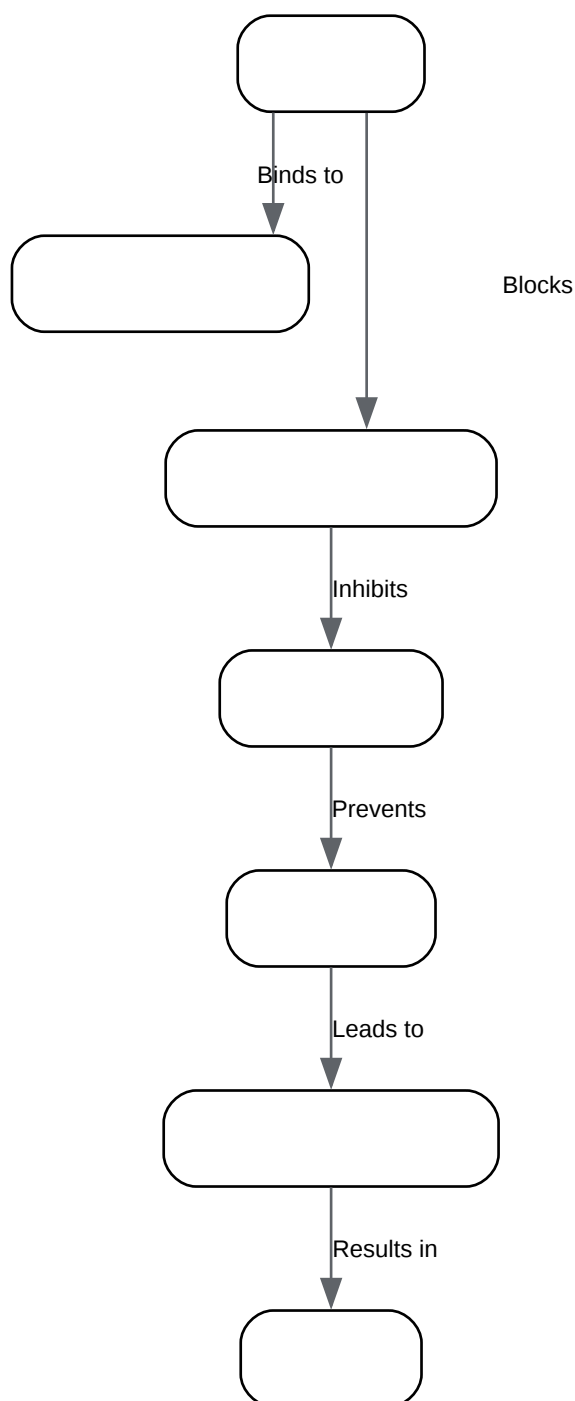 Binds to
Blocks
Inhibits
Prevents
Leads to
Results in